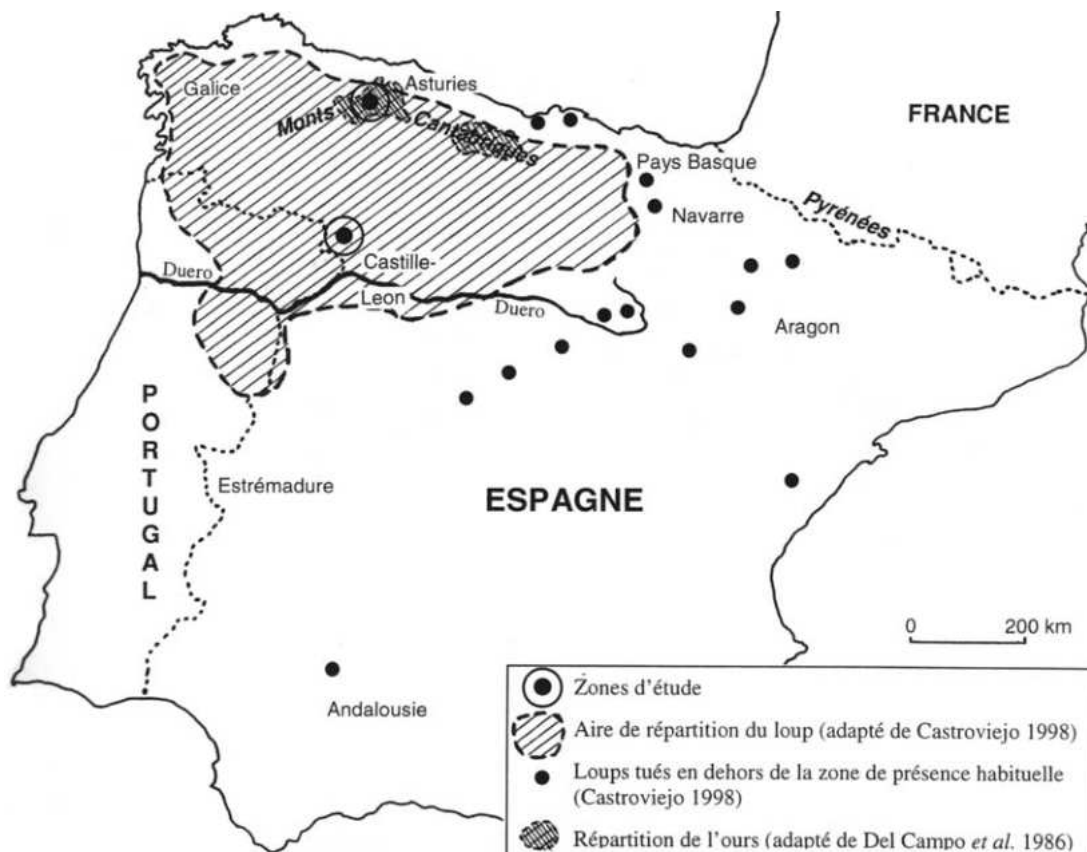 Galice
Asturies
Monts
Cantabriques
FRANCE
Pays Basque
Navarre
Pyrénées
Castille-
Leon
Duero
Duero
Aragon
PORTUGAL
Estrémadure
ESPAGNE
0 200 km
Andalousie
Zones d'étude
Aire de répartition du loup (adapté de Castroviejo 1998)
Loups tués en dehors de la zone de présence habituelle
(Castroviejo 1998)
Répartition de l'ours (adapté de Del Campo et al. 1986)